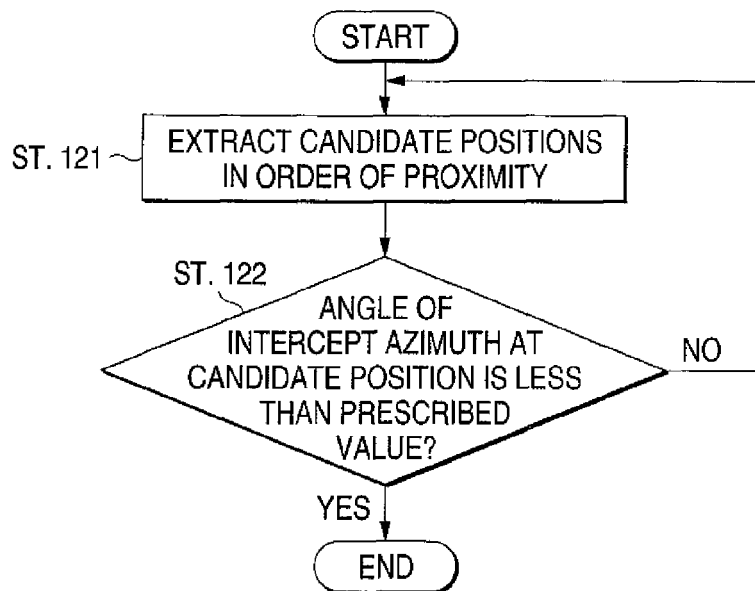 START
ST. 121
EXTRACT CANDIDATE POSITIONS
IN ORDER OF PROXIMITY
ST. 122
ANGLE OF
INTERCEPT AZIMUTH AT
CANDIDATE POSITION IS LESS
THAN PRESCRIBED
VALUE?
NO
YES
END